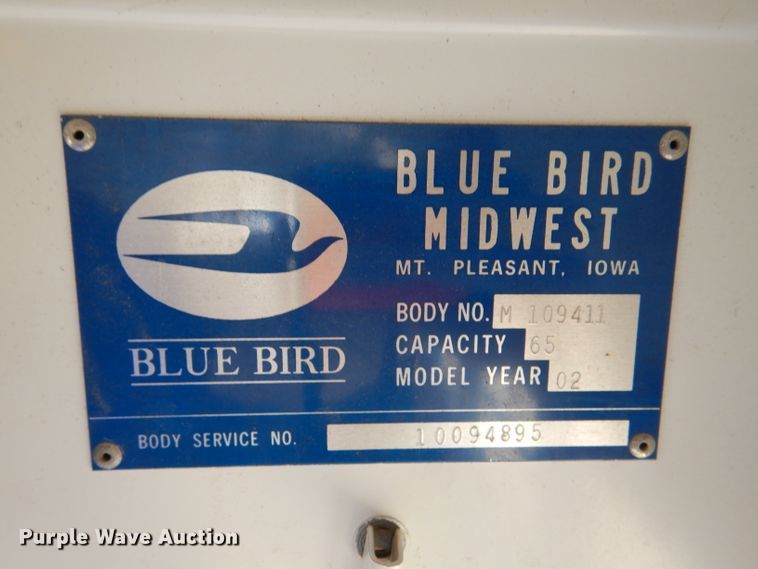 BLUE BIRD
MIDWEST
MT. PLEASANT, IOWA
BODY NO. M 109411
CAPACITY 65
MODEL YEAR 02
BLUE BIRD
BODY SERVICE NO. 10094895
Purple Wave Auction